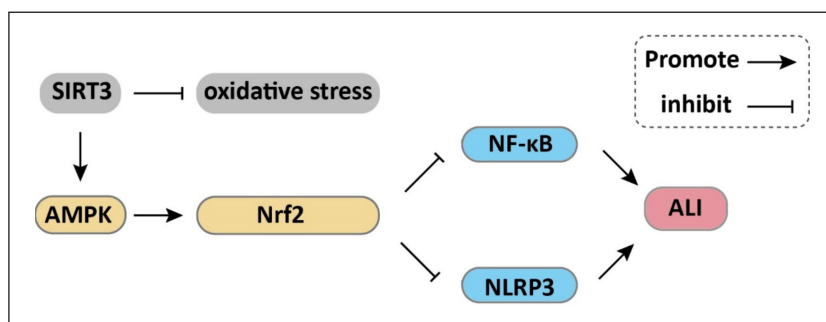 Promote
inhibit
SIRT3
oxidative stress
NF-κB
AMPK
Nrf2
ALI
NLRP3